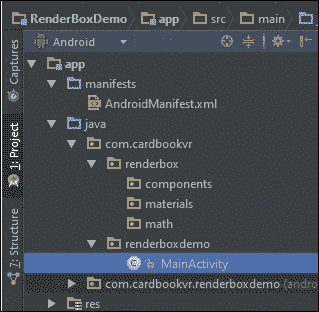 RenderBoxDemo app src main
Android
Captures
1: Project
7: Structure
app
manifests
AndroidManifest.xml
java
com.cardbookvr
renderbox
components
materials
math
renderboxdemo
MainActivity
com.cardbookvr.renderboxdemo (andro
res